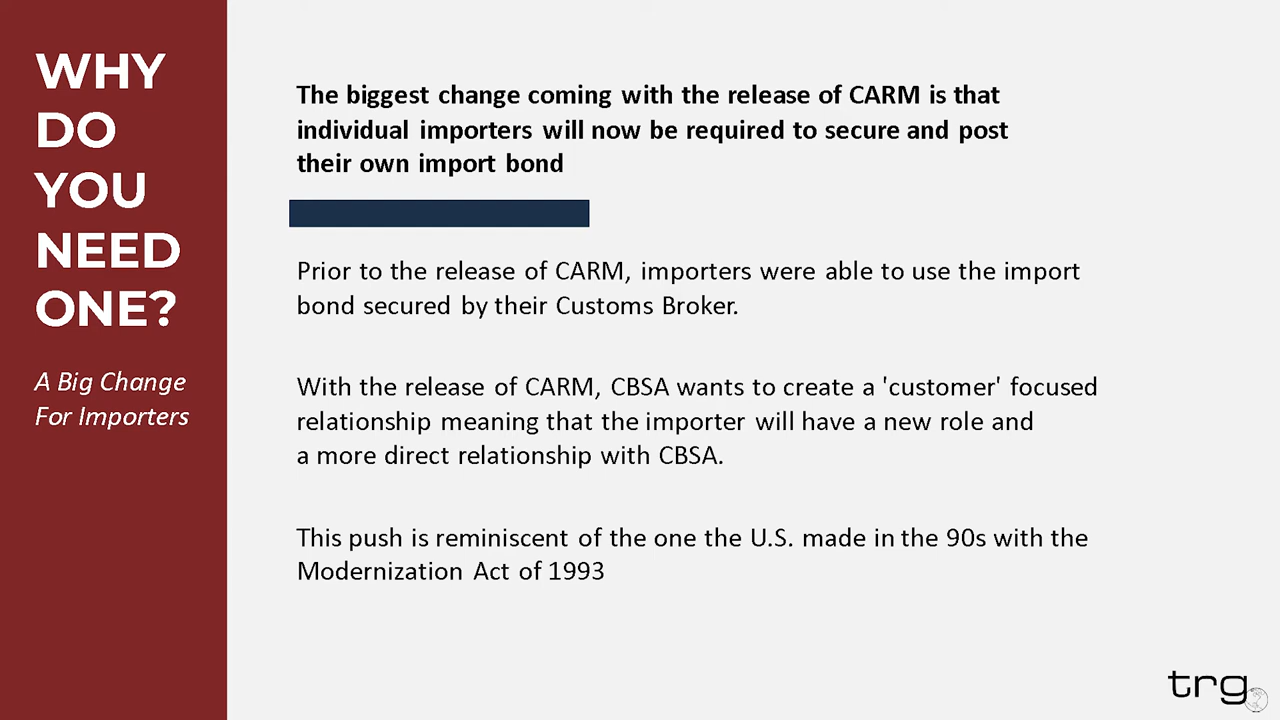 WHY
DO
YOU
NEED
ONE?
A Big Change
For Importers
The biggest change coming with the release of CARM is that
individual importers will now be required to secure and post
their own import bond
Prior to the release of CARM, importers were able to use the import
bond secured by their Customs Broker.
With the release of CARM, CBSA wants to create a 'customer' focused
relationship meaning that the importer will have a new role and
a more direct relationship with CBSA.
This push is reminiscent of the one the U.S. made in the 90s with the
Modernization Act of 1993
trg